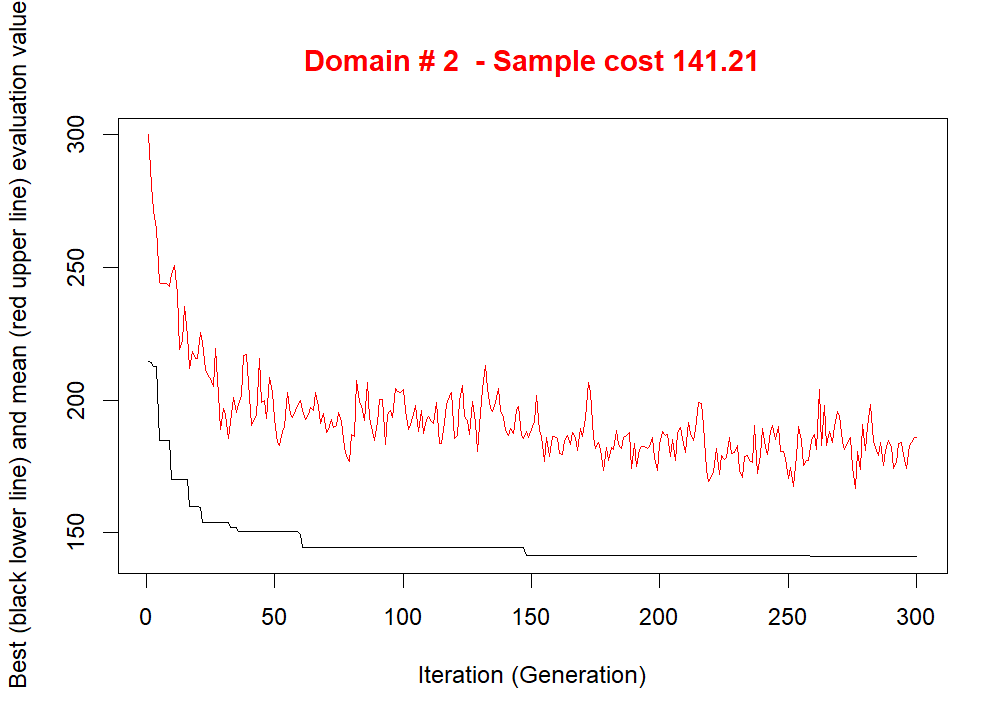 Domain # 2  - Sample cost 141.21
Best (black lower line) and mean (red upper line) evaluation value
300
250
200
150
0 50 100 150 200 250 300
Iteration (Generation)